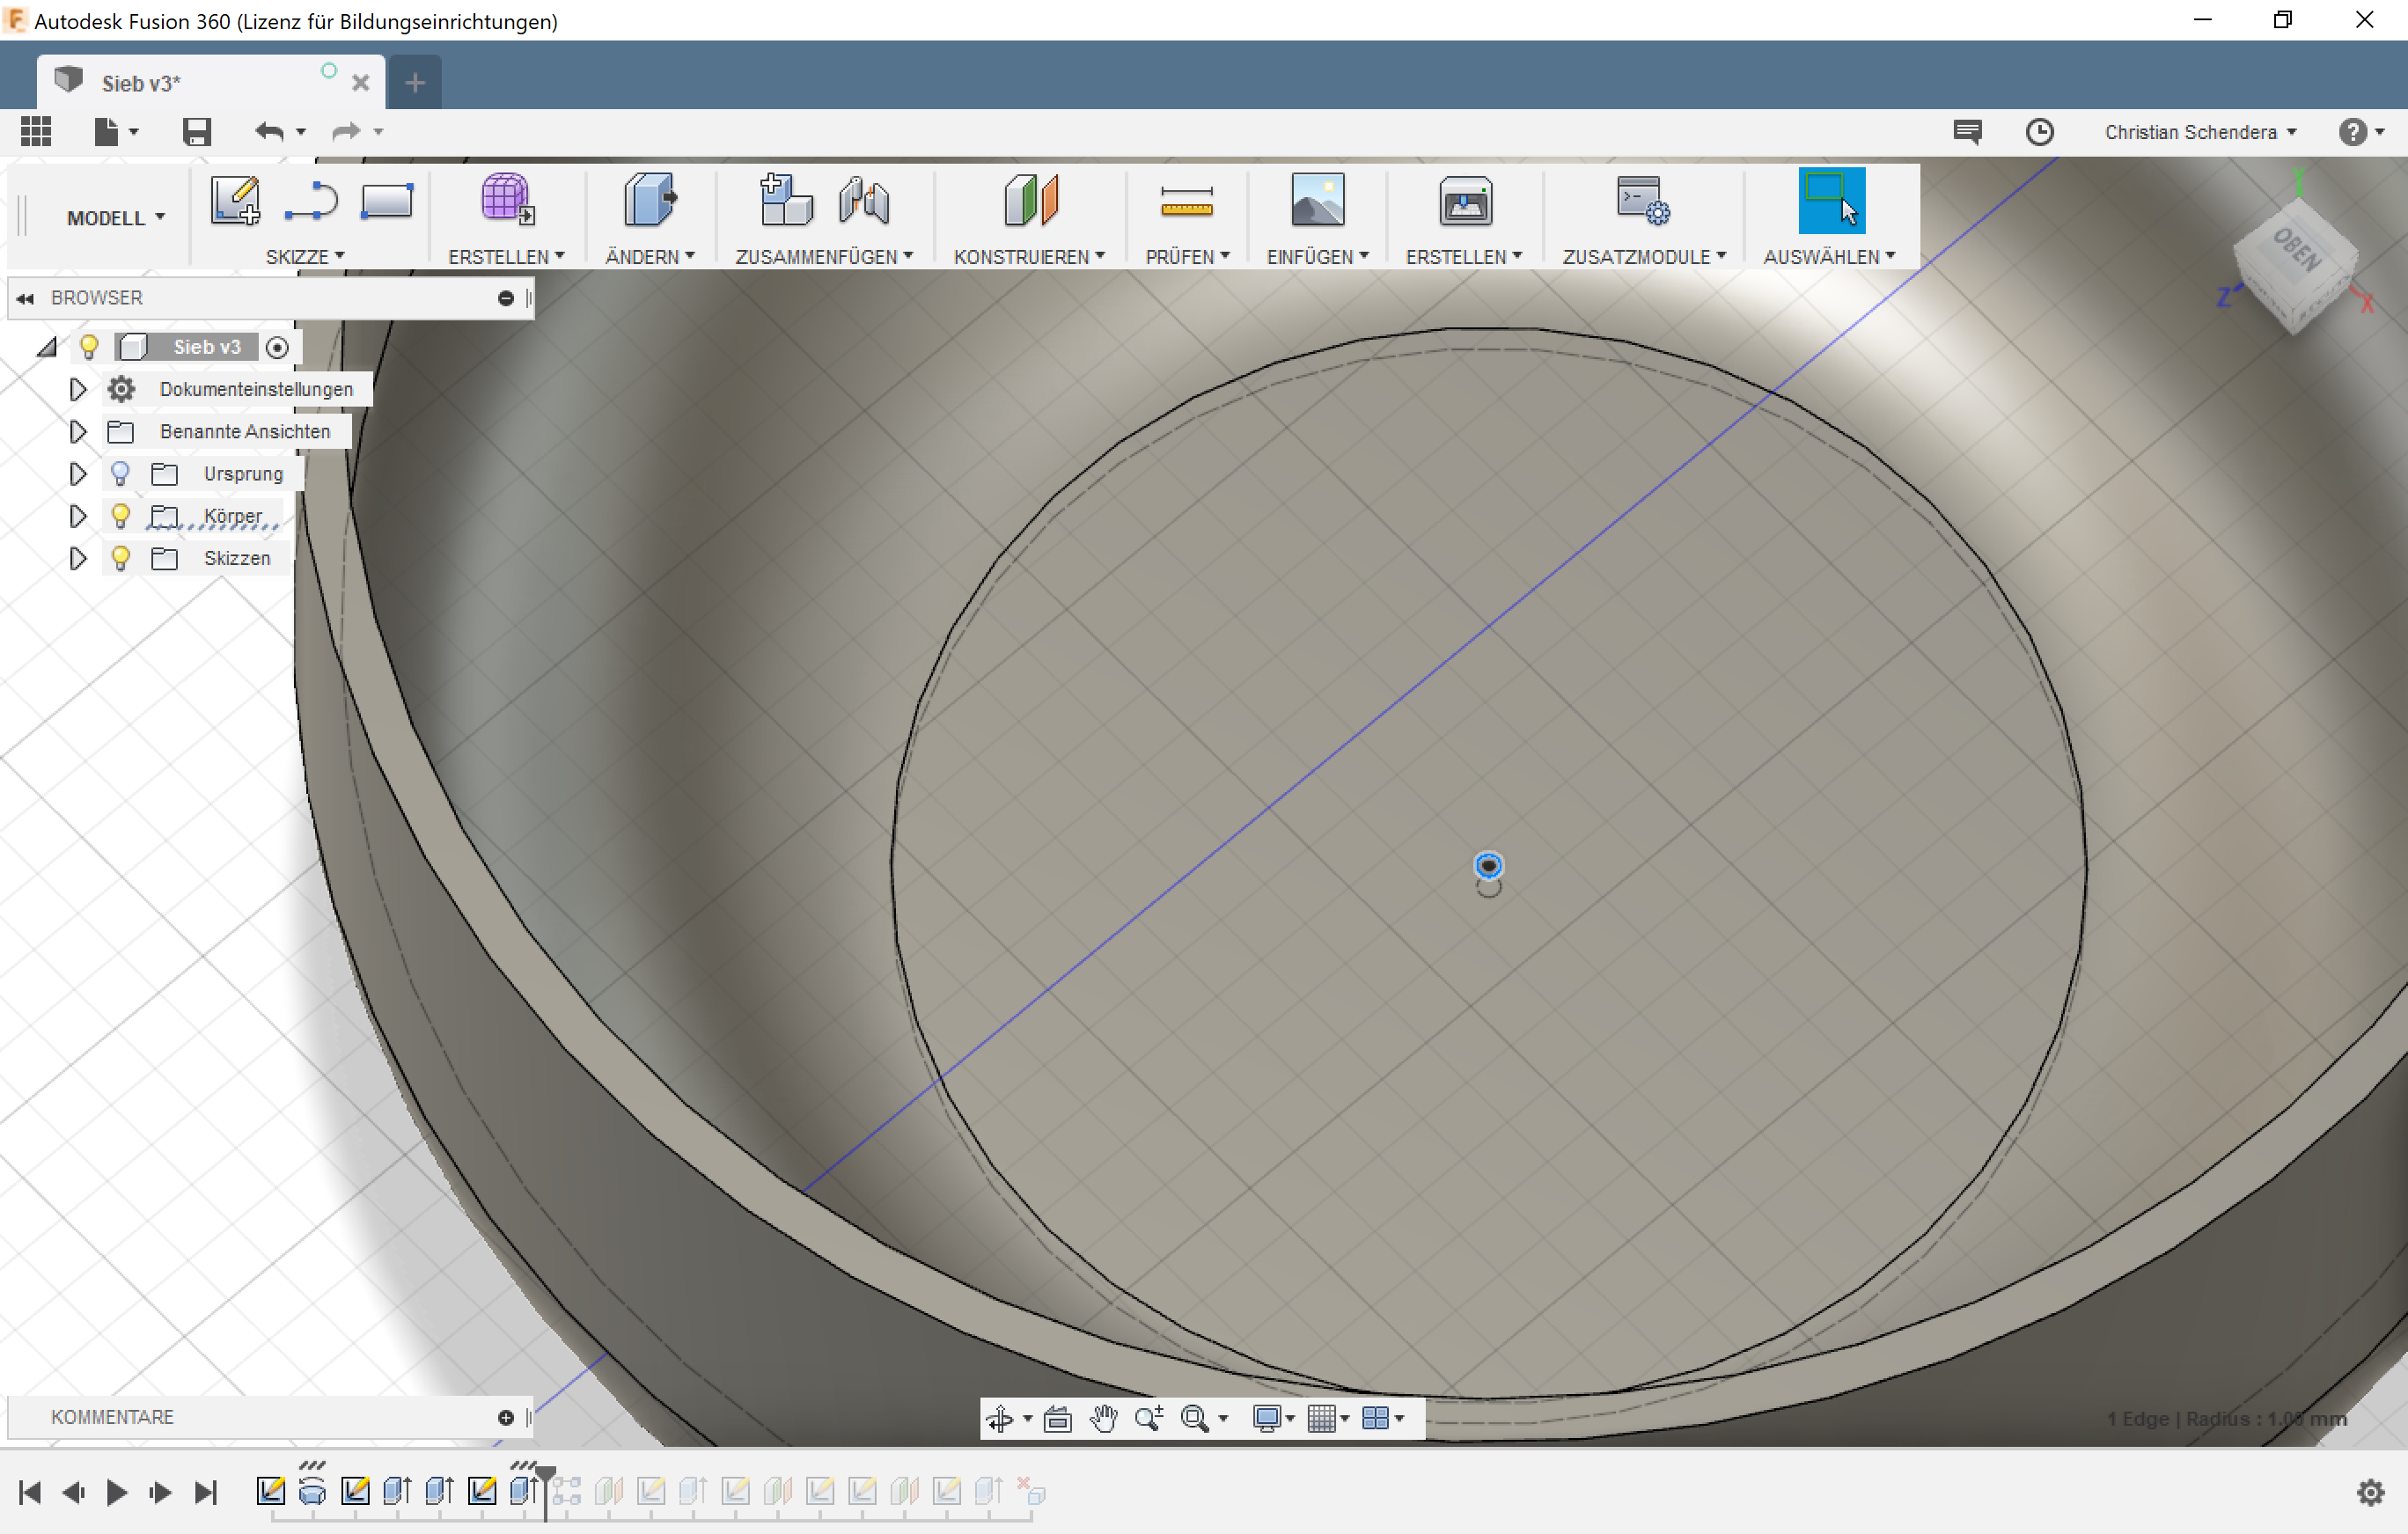 Autodesk Fusion 360 (Lizenz für Bildungseinrichtungen)
Sieb v3*
Christian Schendera
MODELL
SKIZZE
ERSTELLEN
ÄNDERN
ZUSAMMENFÜGEN
KONSTRUIEREN
PRÜFEN
EINFÜGEN
ERSTELLEN
ZUSATZMODULE
AUSWÄHLEN
OBEN
Y
Z
X
BROWSER
Sieb v3
Dokumenteinstellungen
Benannte Ansichten
Ursprung
Körper
Skizzen
KOMMENTARE
1 Edge | Radius : 1.00 mm